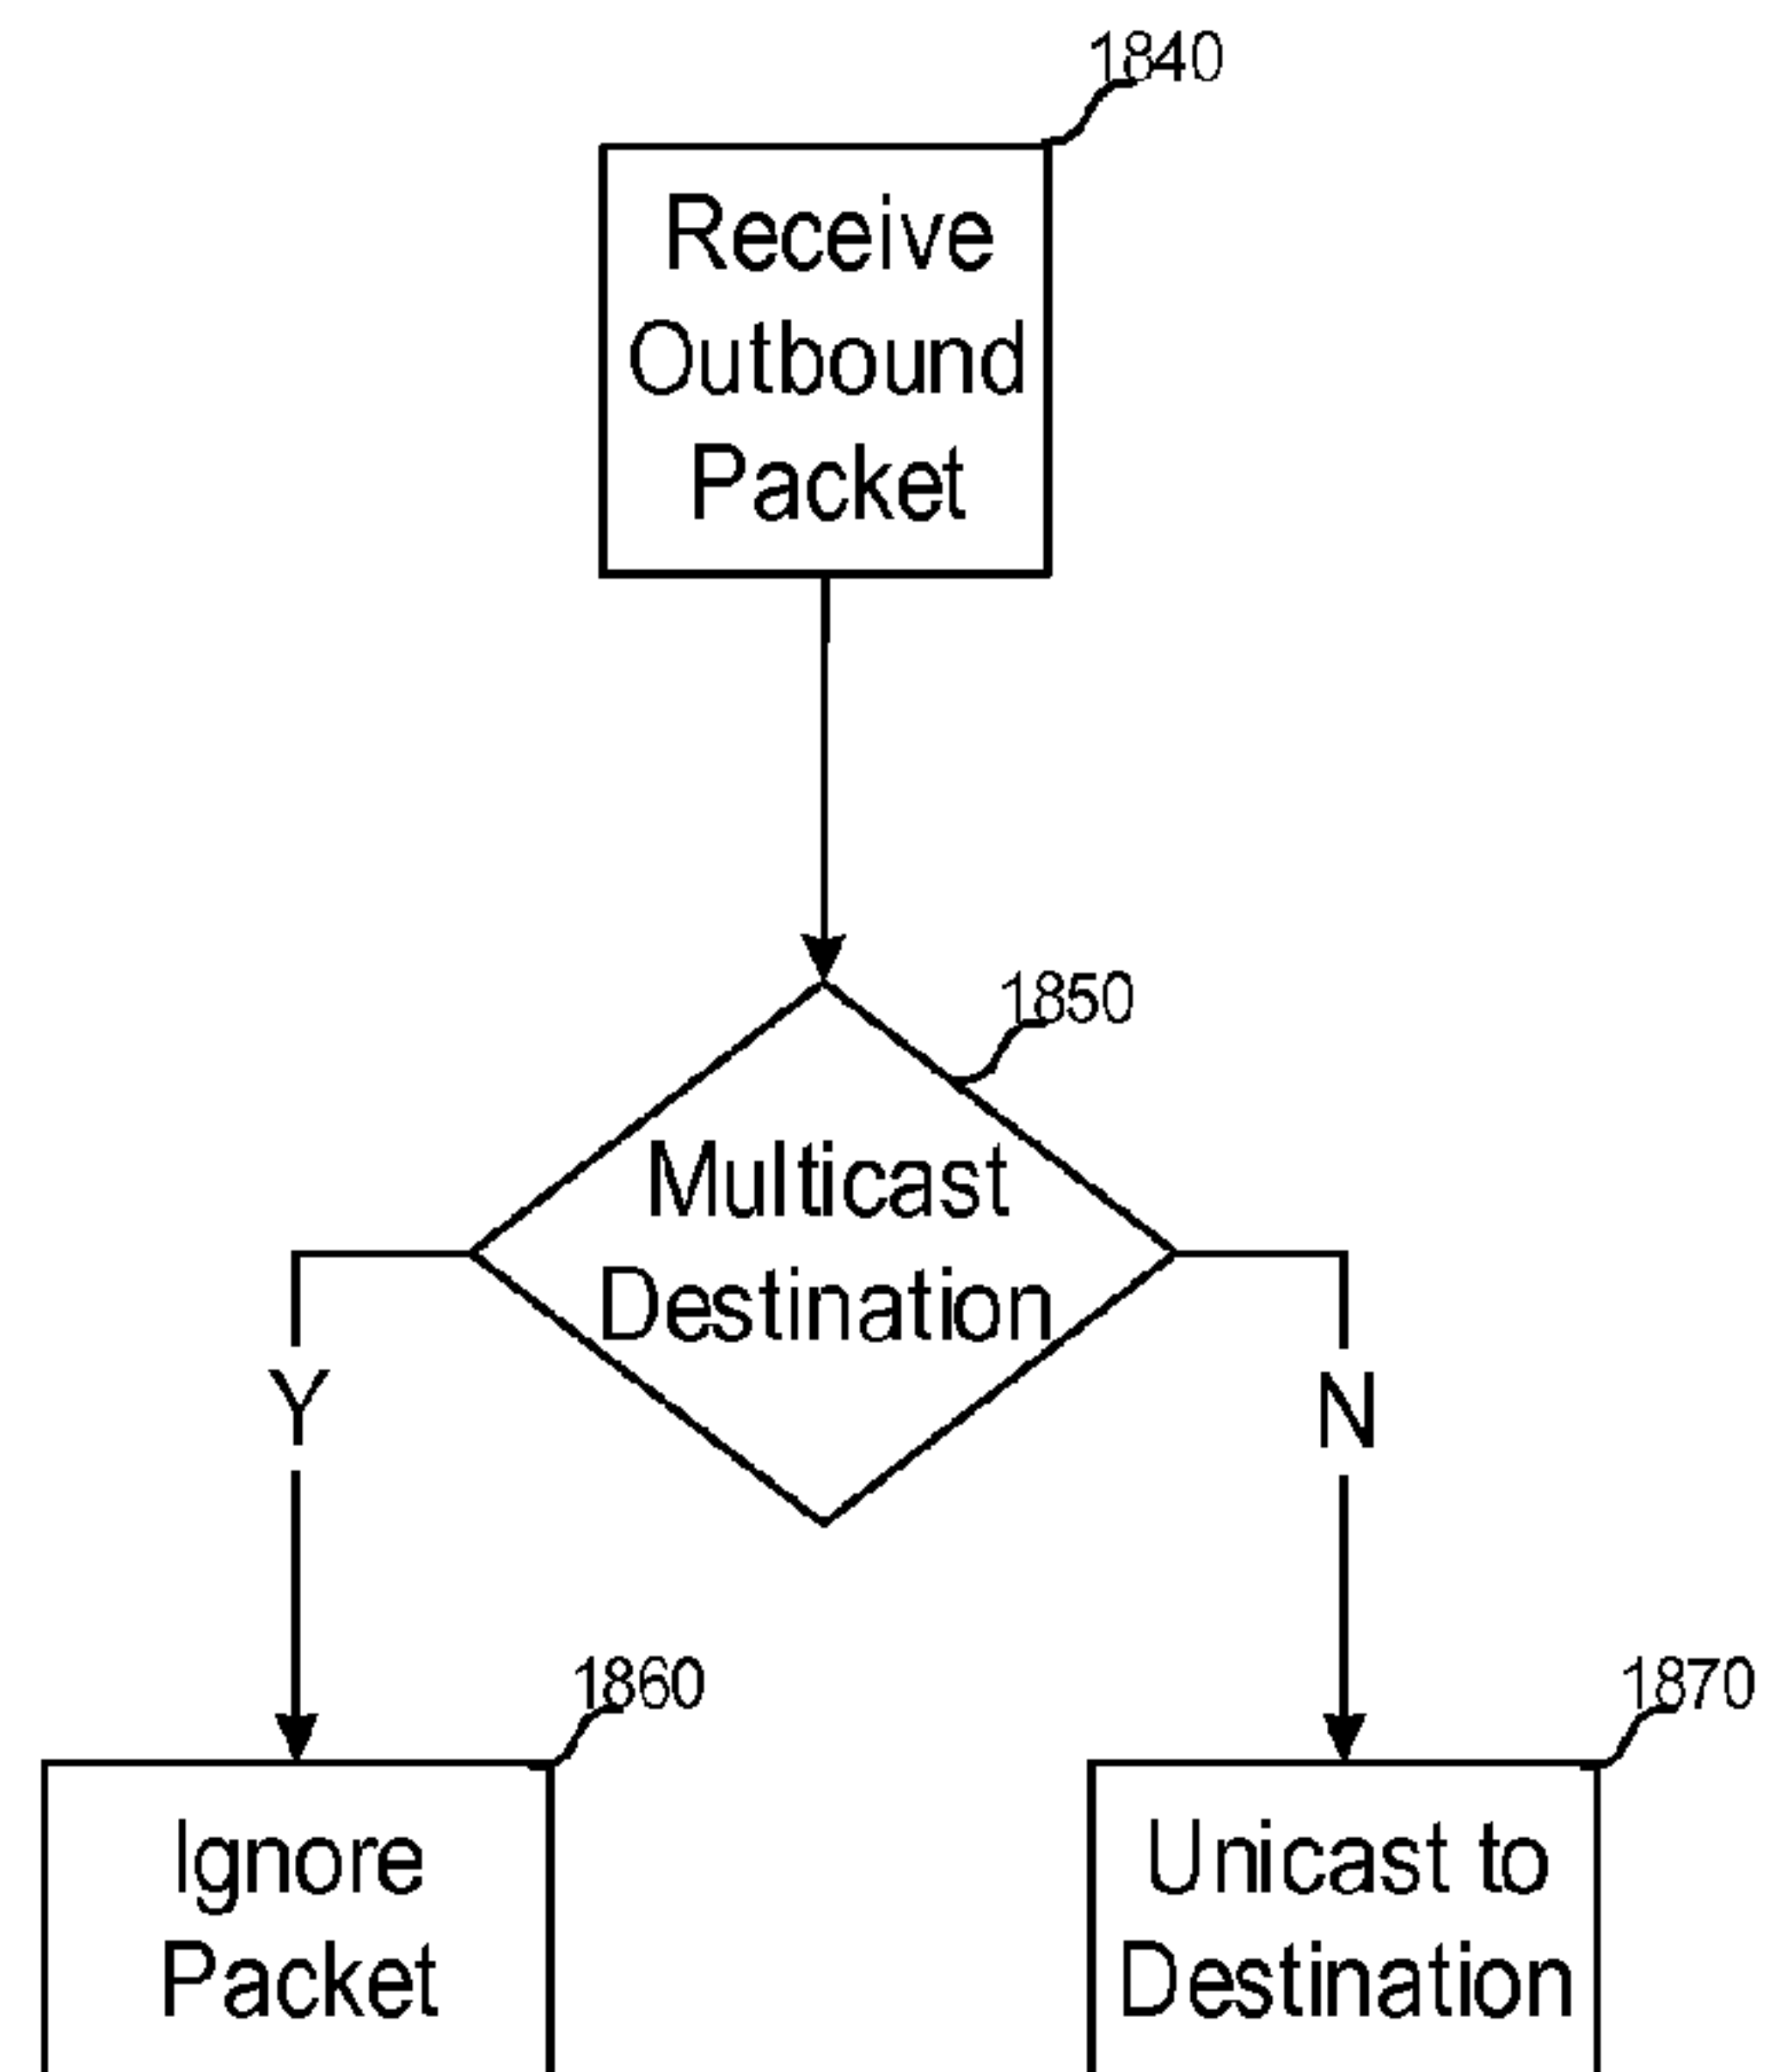 1840
Receive
Outbound
Packet
1850
Multicast
Destination
Y
N
1860
1870
Ignore
Packet
Unicast to
Destination